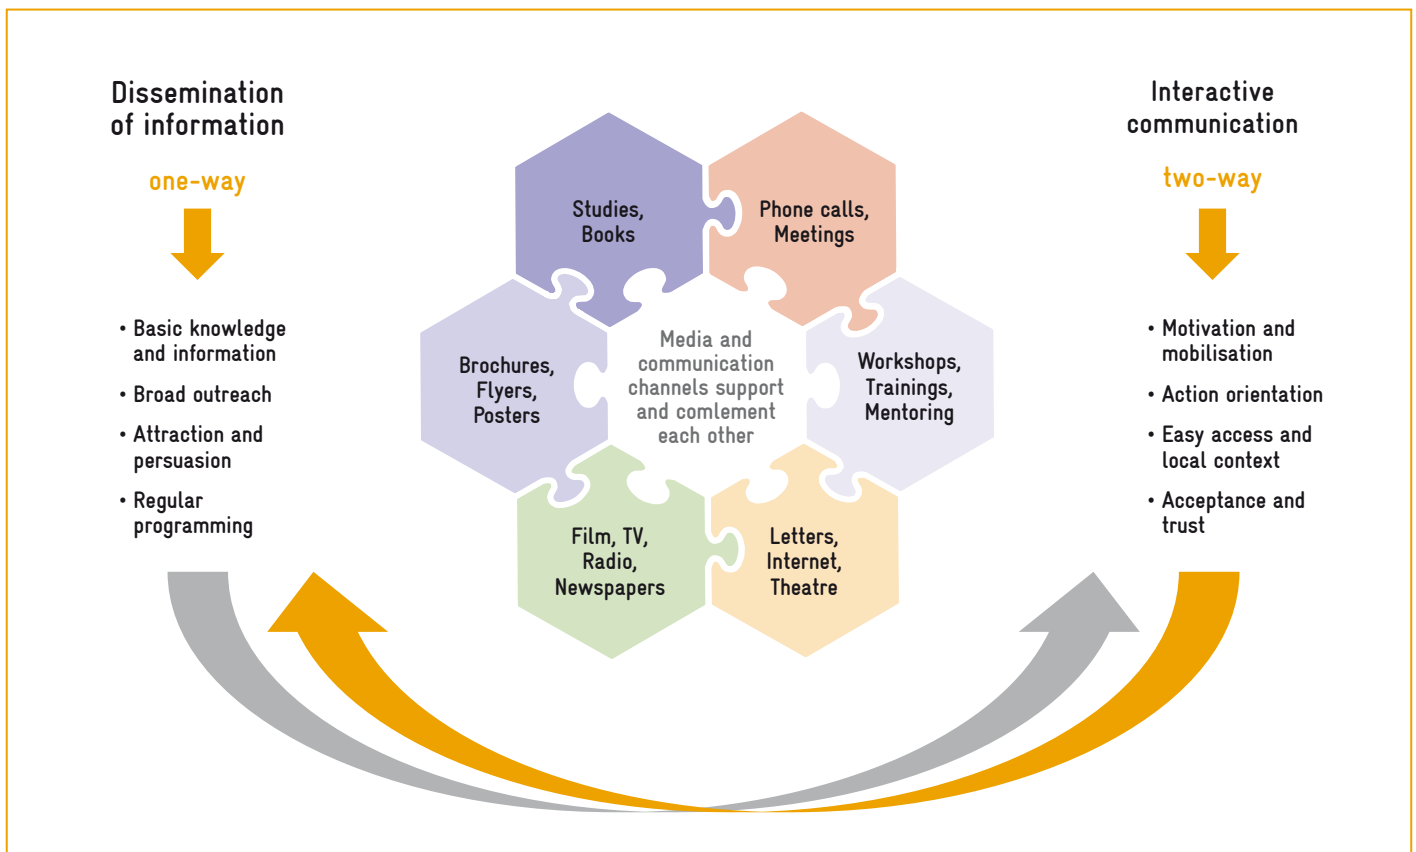 Dissemination
of information
one-way
• Basic knowledge
and information
• Broad outreach
• Attraction and
persuasion
• Regular
programming
Studies,
Books
Phone calls,
Meetings
Brochures,
Flyers,
Posters
Media and
communication
channels support
and comlement
each other
Workshops,
Trainings,
Mentoring
Film, TV,
Radio,
Newspapers
Letters,
Internet,
Theatre
Interactive
communication
two-way
• Motivation and
mobilisation
• Action orientation
• Easy access and
local context
• Acceptance and
trust